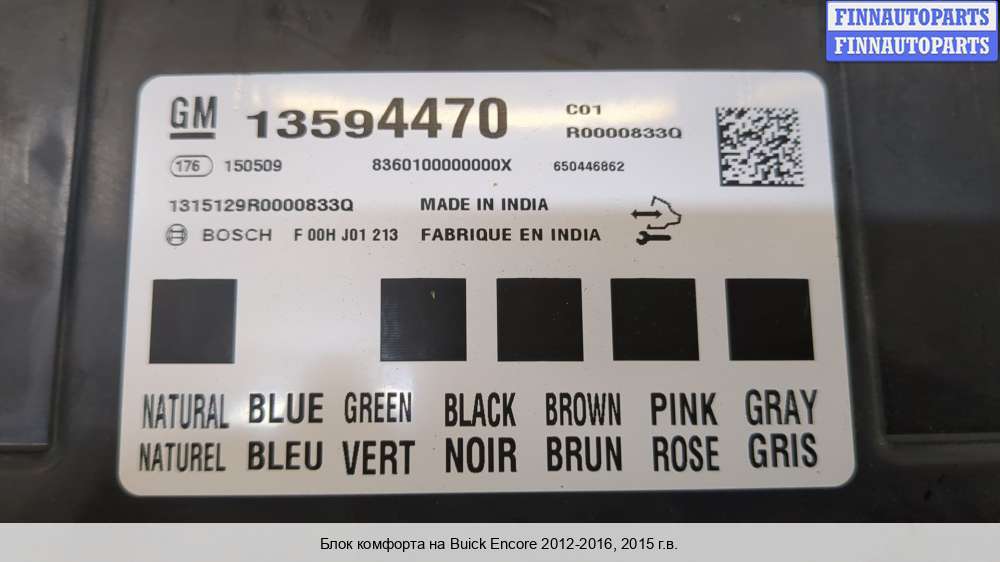 FINNAUTOPARTS
FINNAUTOPARTS
GM 13594470 C01
R0000833Q
176 150509 8360100000000X 650446862
1315129R0000833Q MADE IN INDIA
BOSCH F 00H J01 213 FABRIQUE EN INDIA
NATURAL BLUE GREEN BLACK BROWN PINK GRAY
NATUREL BLEU VERT NOIR BRUN ROSE GRIS
Блок комфорта на Buick Encore 2012-2016, 2015 г.в.